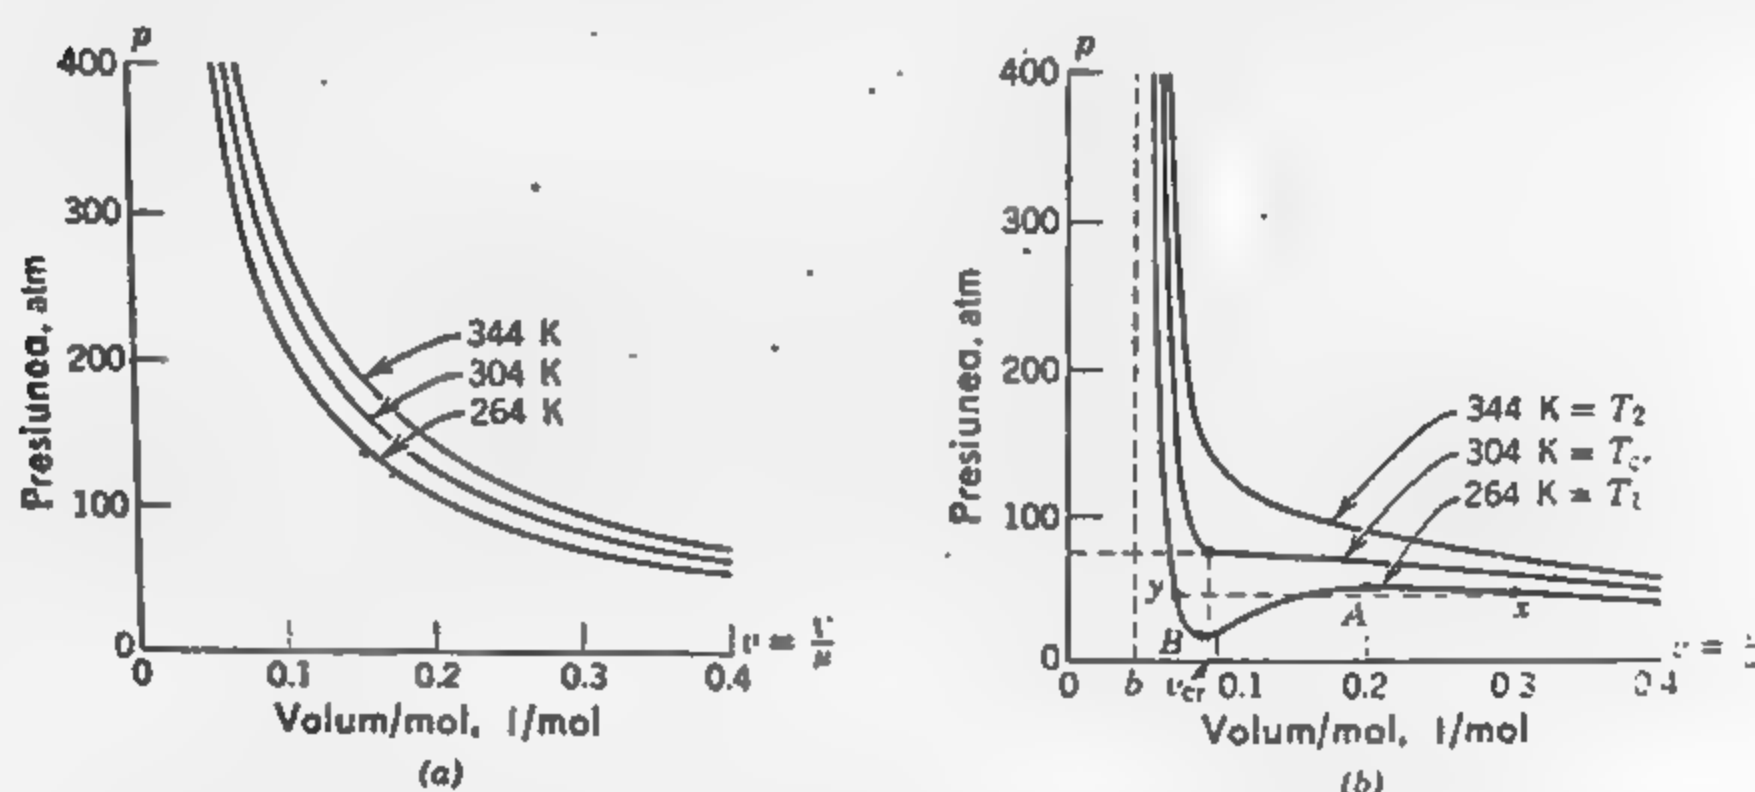 p
400
300
200
100
0
Presiunea, atm
344 K
304 K
264 K
0 0.1 0.2 0.3 0.4
Volum/mol, l/mol
(a)
p
400
300
200
100
0
Presiunea, atm
344 K = T₂
304 K = T_cr
264 K = T₁
y
B
A
x
0 b v_cr 0.1 0.2 0.3 0.4
Volum/mol, l/mol
(b)